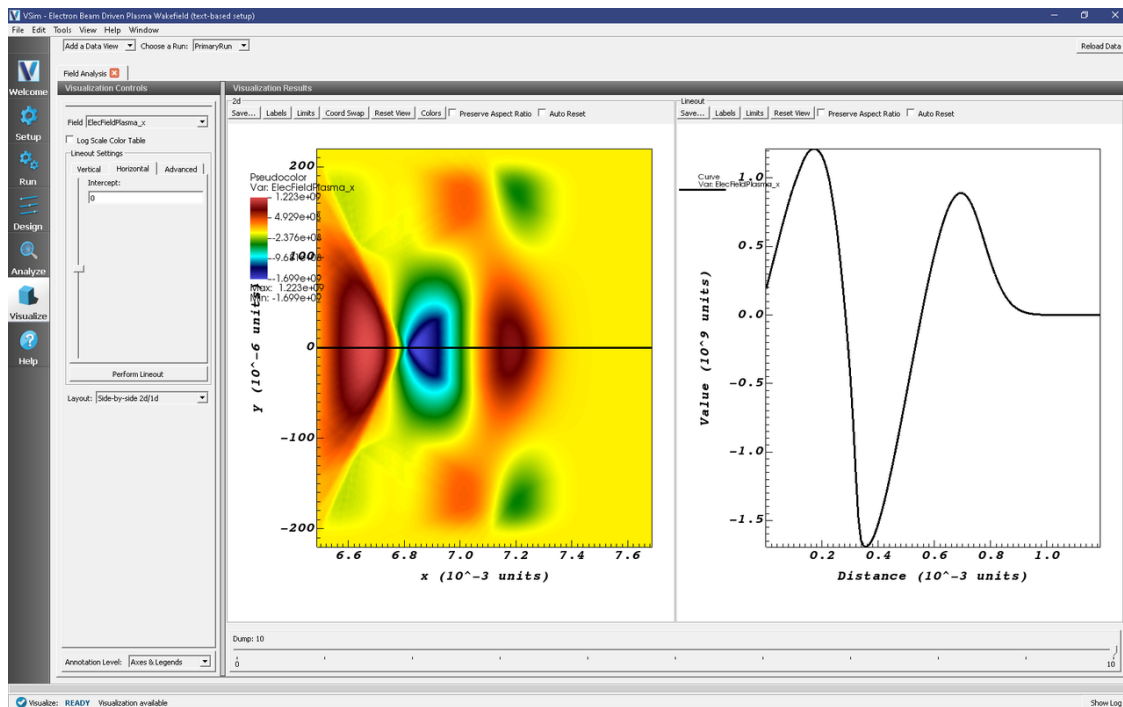 VSim - Electron Beam Driven Plasma Wakefield (text-based setup)
File Edit Tools View Help Window
Add a Data View Choose a Run: PrimaryRun Reload Data
Field Analysis
Welcome
Setup
Run
Design
Analyze
Visualize
Help
Visualization Controls
Field ElecFieldPlasma_x
Log Scale Color Table
Lineout Settings
Vertical Horizontal Advanced
Intercept:
0
Perform Lineout
Layout: Side-by-side 2d/1d
Annotation Level: Axes & Legends
Visualization Results
2d
Save... Labels Limits Coord Swap Reset View Colors Preserve Aspect Ratio Auto Reset
Pseudocolor
Var: ElecFieldPlasma_x
1.223e+09
-2.376e+08
-1.699e+09
Max: 1.223e+09
Min: -1.699e+09
200
100
0
-100
-200
y (10^-6 units)
6.6 6.8 7.0 7.2 7.4 7.6
x (10^-3 units)
Lineout
Save... Labels Limits Reset View Preserve Aspect Ratio Auto Reset
Curve
Var: ElecFieldPlasma_x
1.0
0.5
0.0
-0.5
-1.0
-1.5
Value (10^9 units)
0.2 0.4 0.6 0.8 1.0
Distance (10^-3 units)
Dump: 10
0 10
Visualize: READY Visualization available Show Log